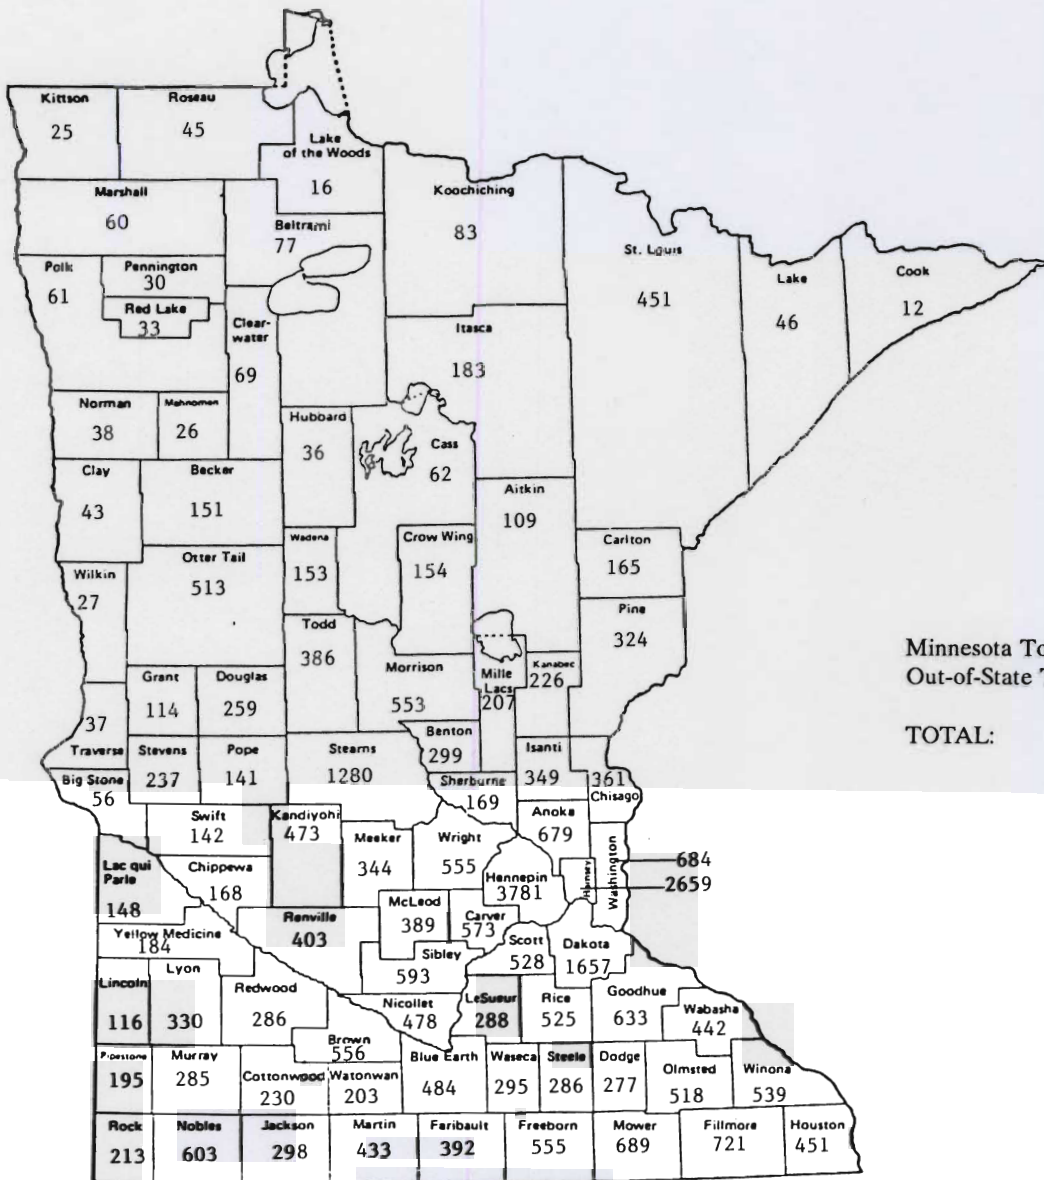 Kittson
25
Roseau
45
Lake
of the Woods
16
Marshall
60
Koochiching
83
Beltrami
77
St. Louis
451
Lake
46
Cook
12
Polk
61
Pennington
30
Red Lake
33
Clear-
water
69
Itasca
183
Norman
38
Mahnomen
26
Hubbard
36
Cass
62
Clay
43
Becker
151
Aitkin
109
Wadena
153
Crow Wing
154
Carlton
165
Otter Tail
513
Wilkin
27
Pine
324
Todd
386
Morrison
553
Mille
Lacs
207
Kanabec
226
Minnesota To
Out-of-State T
TOTAL:
Grant
114
Douglas
259
37
Traverse
Stevens
237
Pope
141
Stearns
1280
Benton
299
Isanti
349
361
Chisago
Big Stone
56
Sherburne
169
Swift
142
Kandiyohi
473
Meeker
344
Wright
555
Anoka
679
Washington
684
Ramsey
2659
Hennepin
3781
Lac qui
Parle
148
Chippewa
168
Renville
403
McLeod
389
Carver
573
Yellow Medicine
184
Sibley
593
Scott
528
Dakota
1657
Lincoln
116
Lyon
330
Redwood
286
Nicollet
478
LeSueur
288
Rice
525
Goodhue
633
Wabasha
442
Brown
556
Pipestone
195
Murray
285
Cottonwood
230
Watonwan
203
Blue Earth
484
Waseca
295
Steele
286
Dodge
277
Olmsted
518
Winona
539
Rock
213
Nobles
603
Jackson
298
Martin
433
Faribault
392
Freeborn
555
Mower
689
Fillmore
721
Houston
451